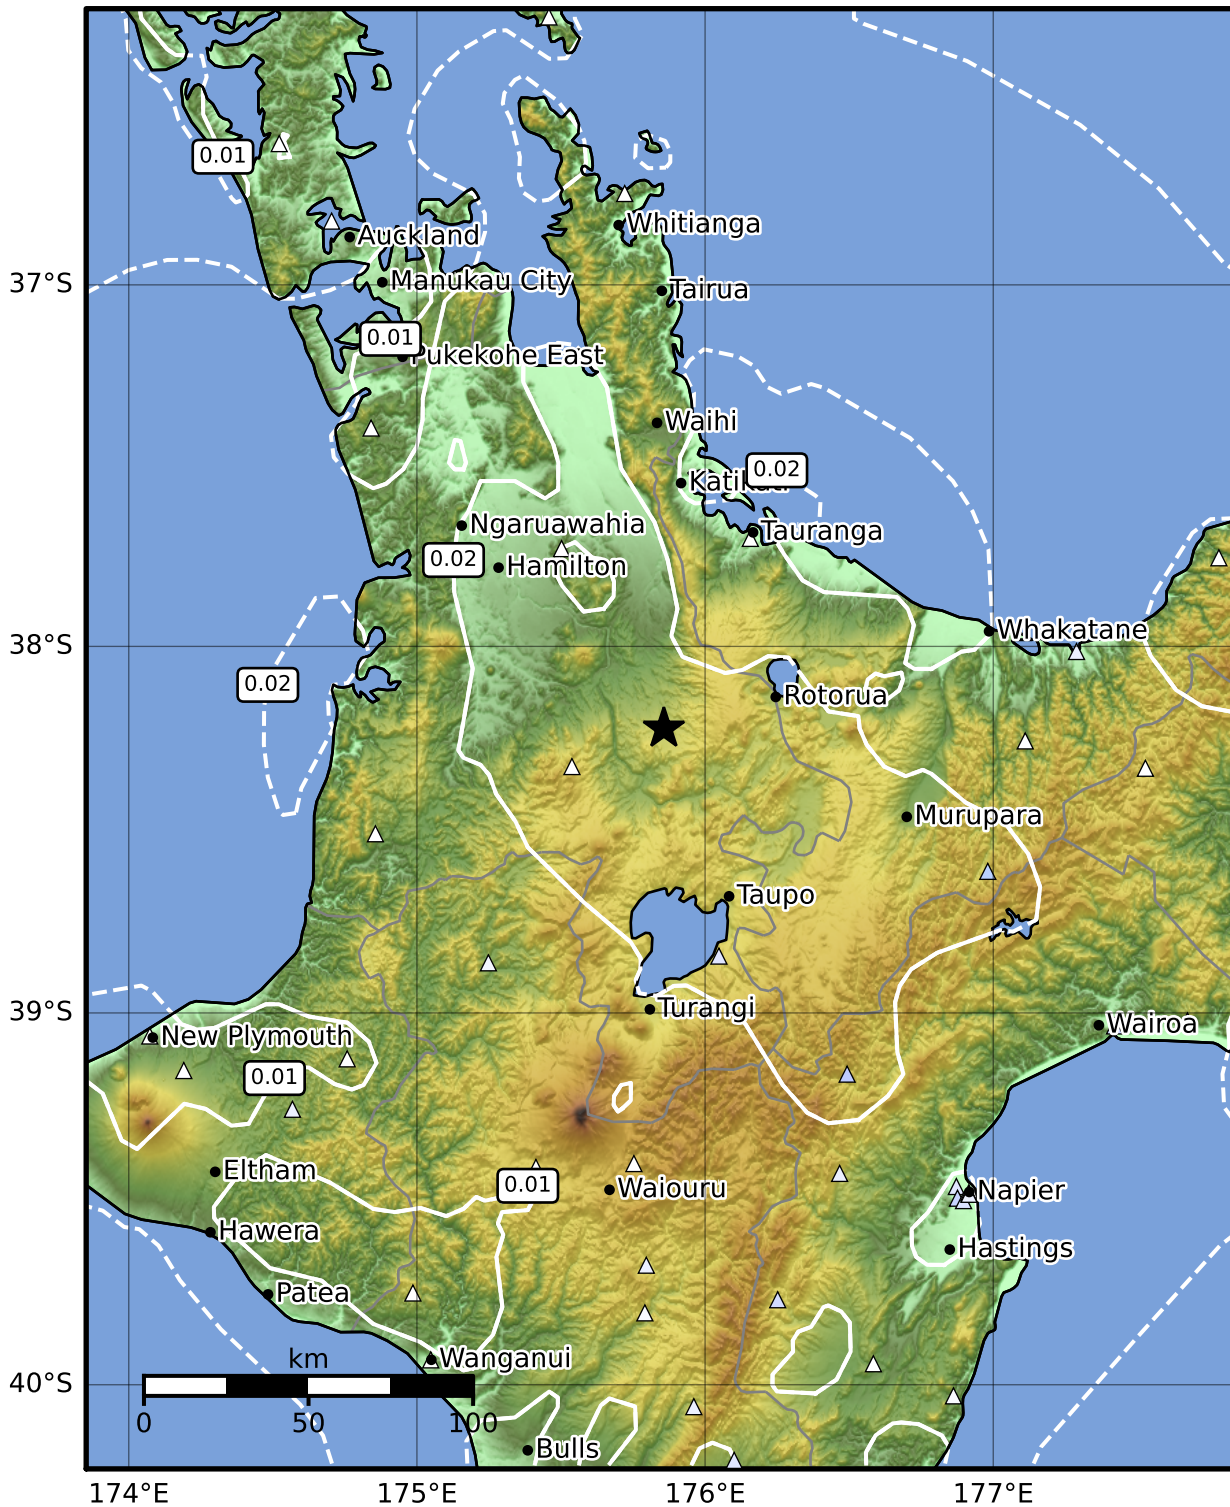 0.01
Whitianga
Auckland
Manukau City
37°S
Tairua
0.01
Pukekohe East
Waihi
0.02
Katikati
Ngaruawahia
Tauranga
0.02
Hamilton
Whakatane
38°S
0.02
Rotorua
Murupara
Taupo
39°S
Turangi
Wairoa
New Plymouth
0.01
Eltham
0.01
Waiouru
Napier
Hawera
Hastings
Patea
km
Wanganui
40°S
0 50 100
Bulls
174°E 175°E 176°E 177°E